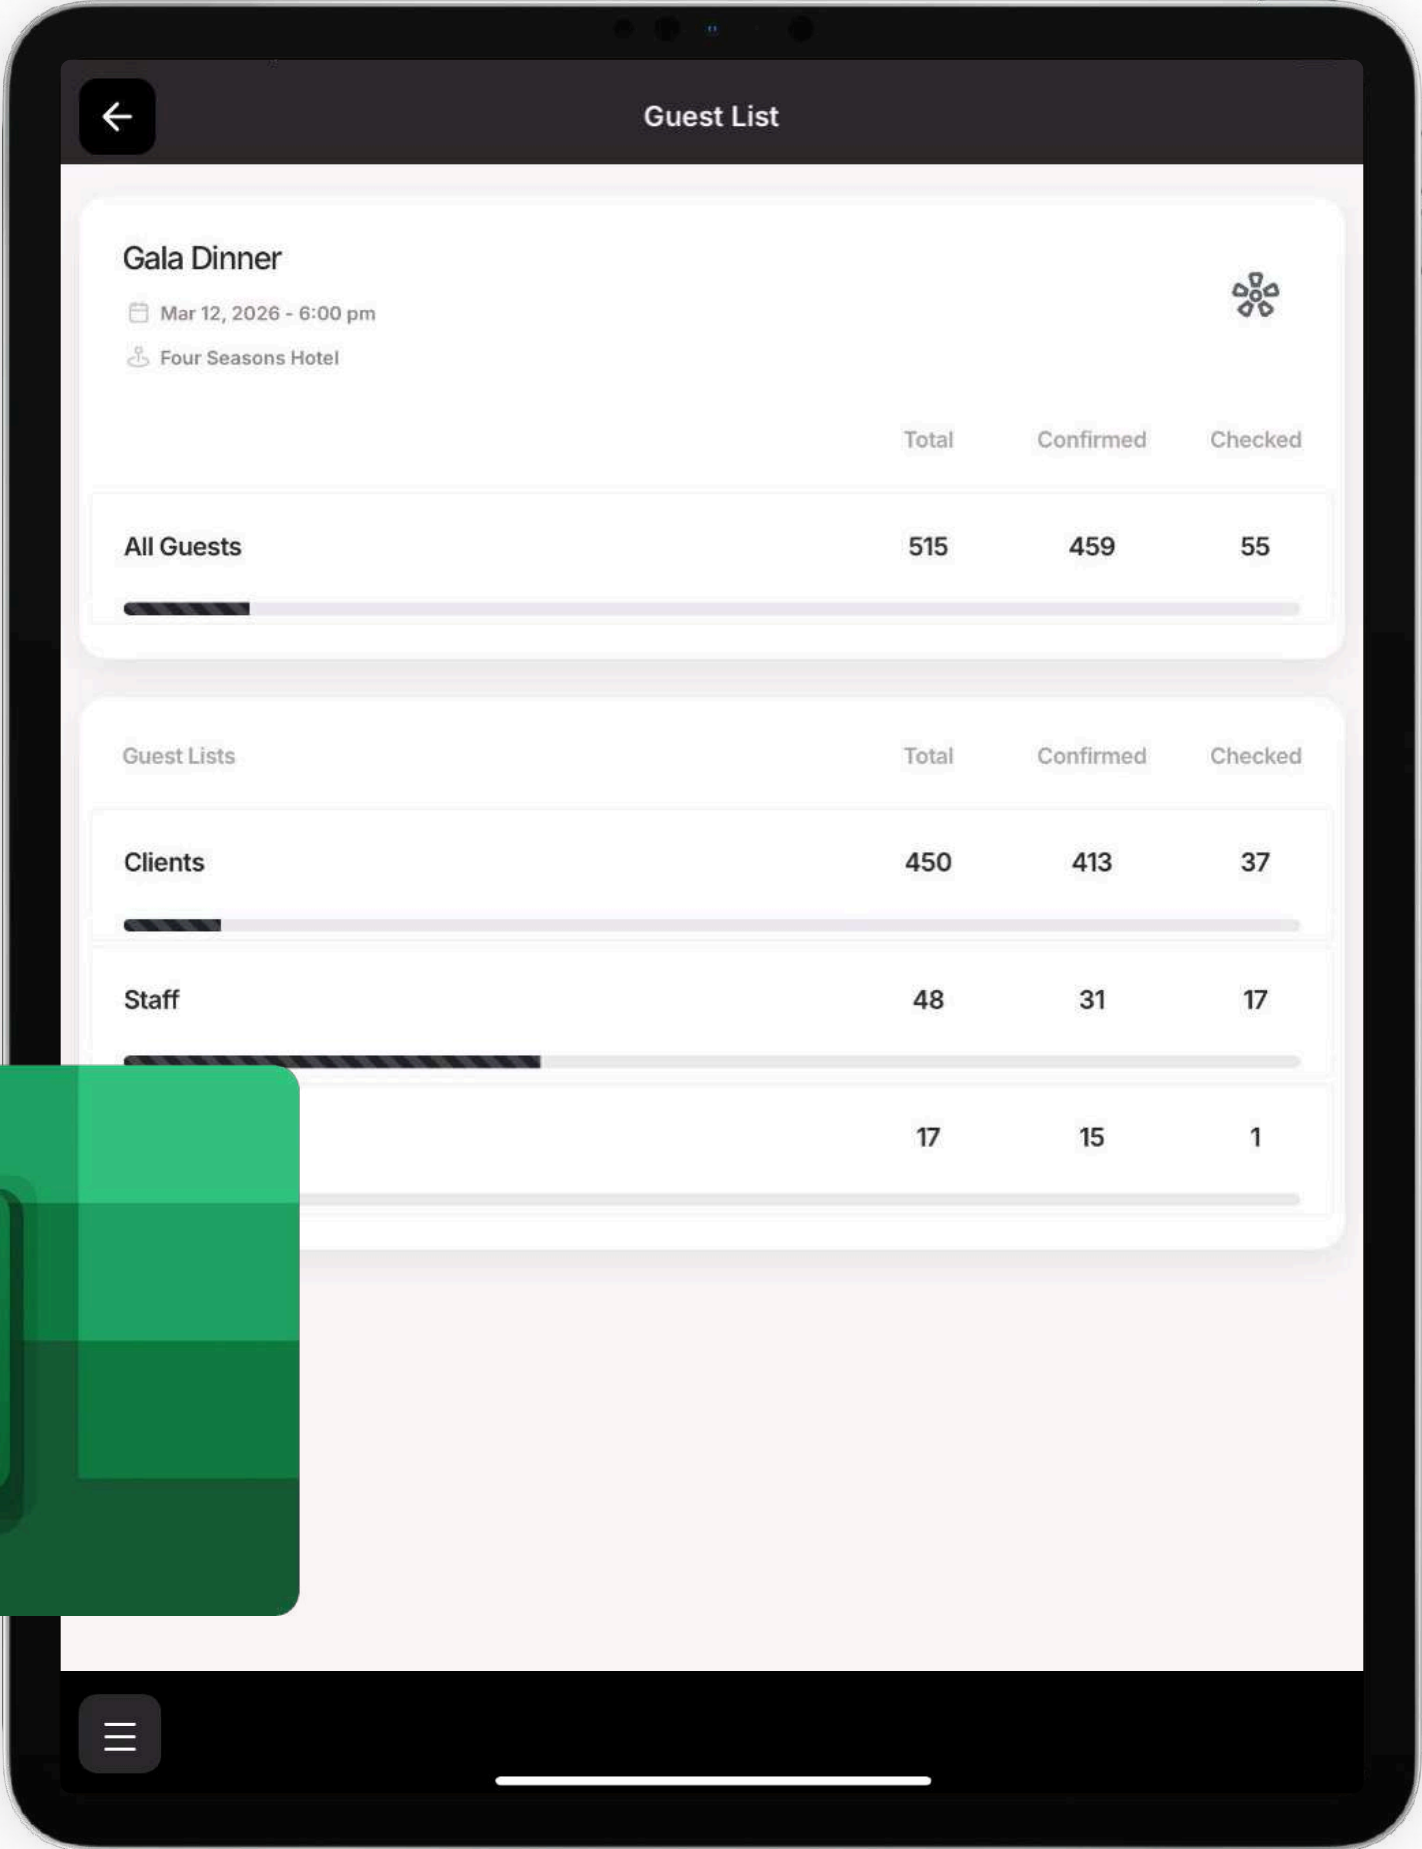 Guest List
Gala Dinner
Mar 12, 2026 - 6:00 pm
Four Seasons Hotel
Total Confirmed Checked
All Guests 515 459 55
Guest Lists Total Confirmed Checked
Clients 450 413 37
Staff 48 31 17
17 15 1